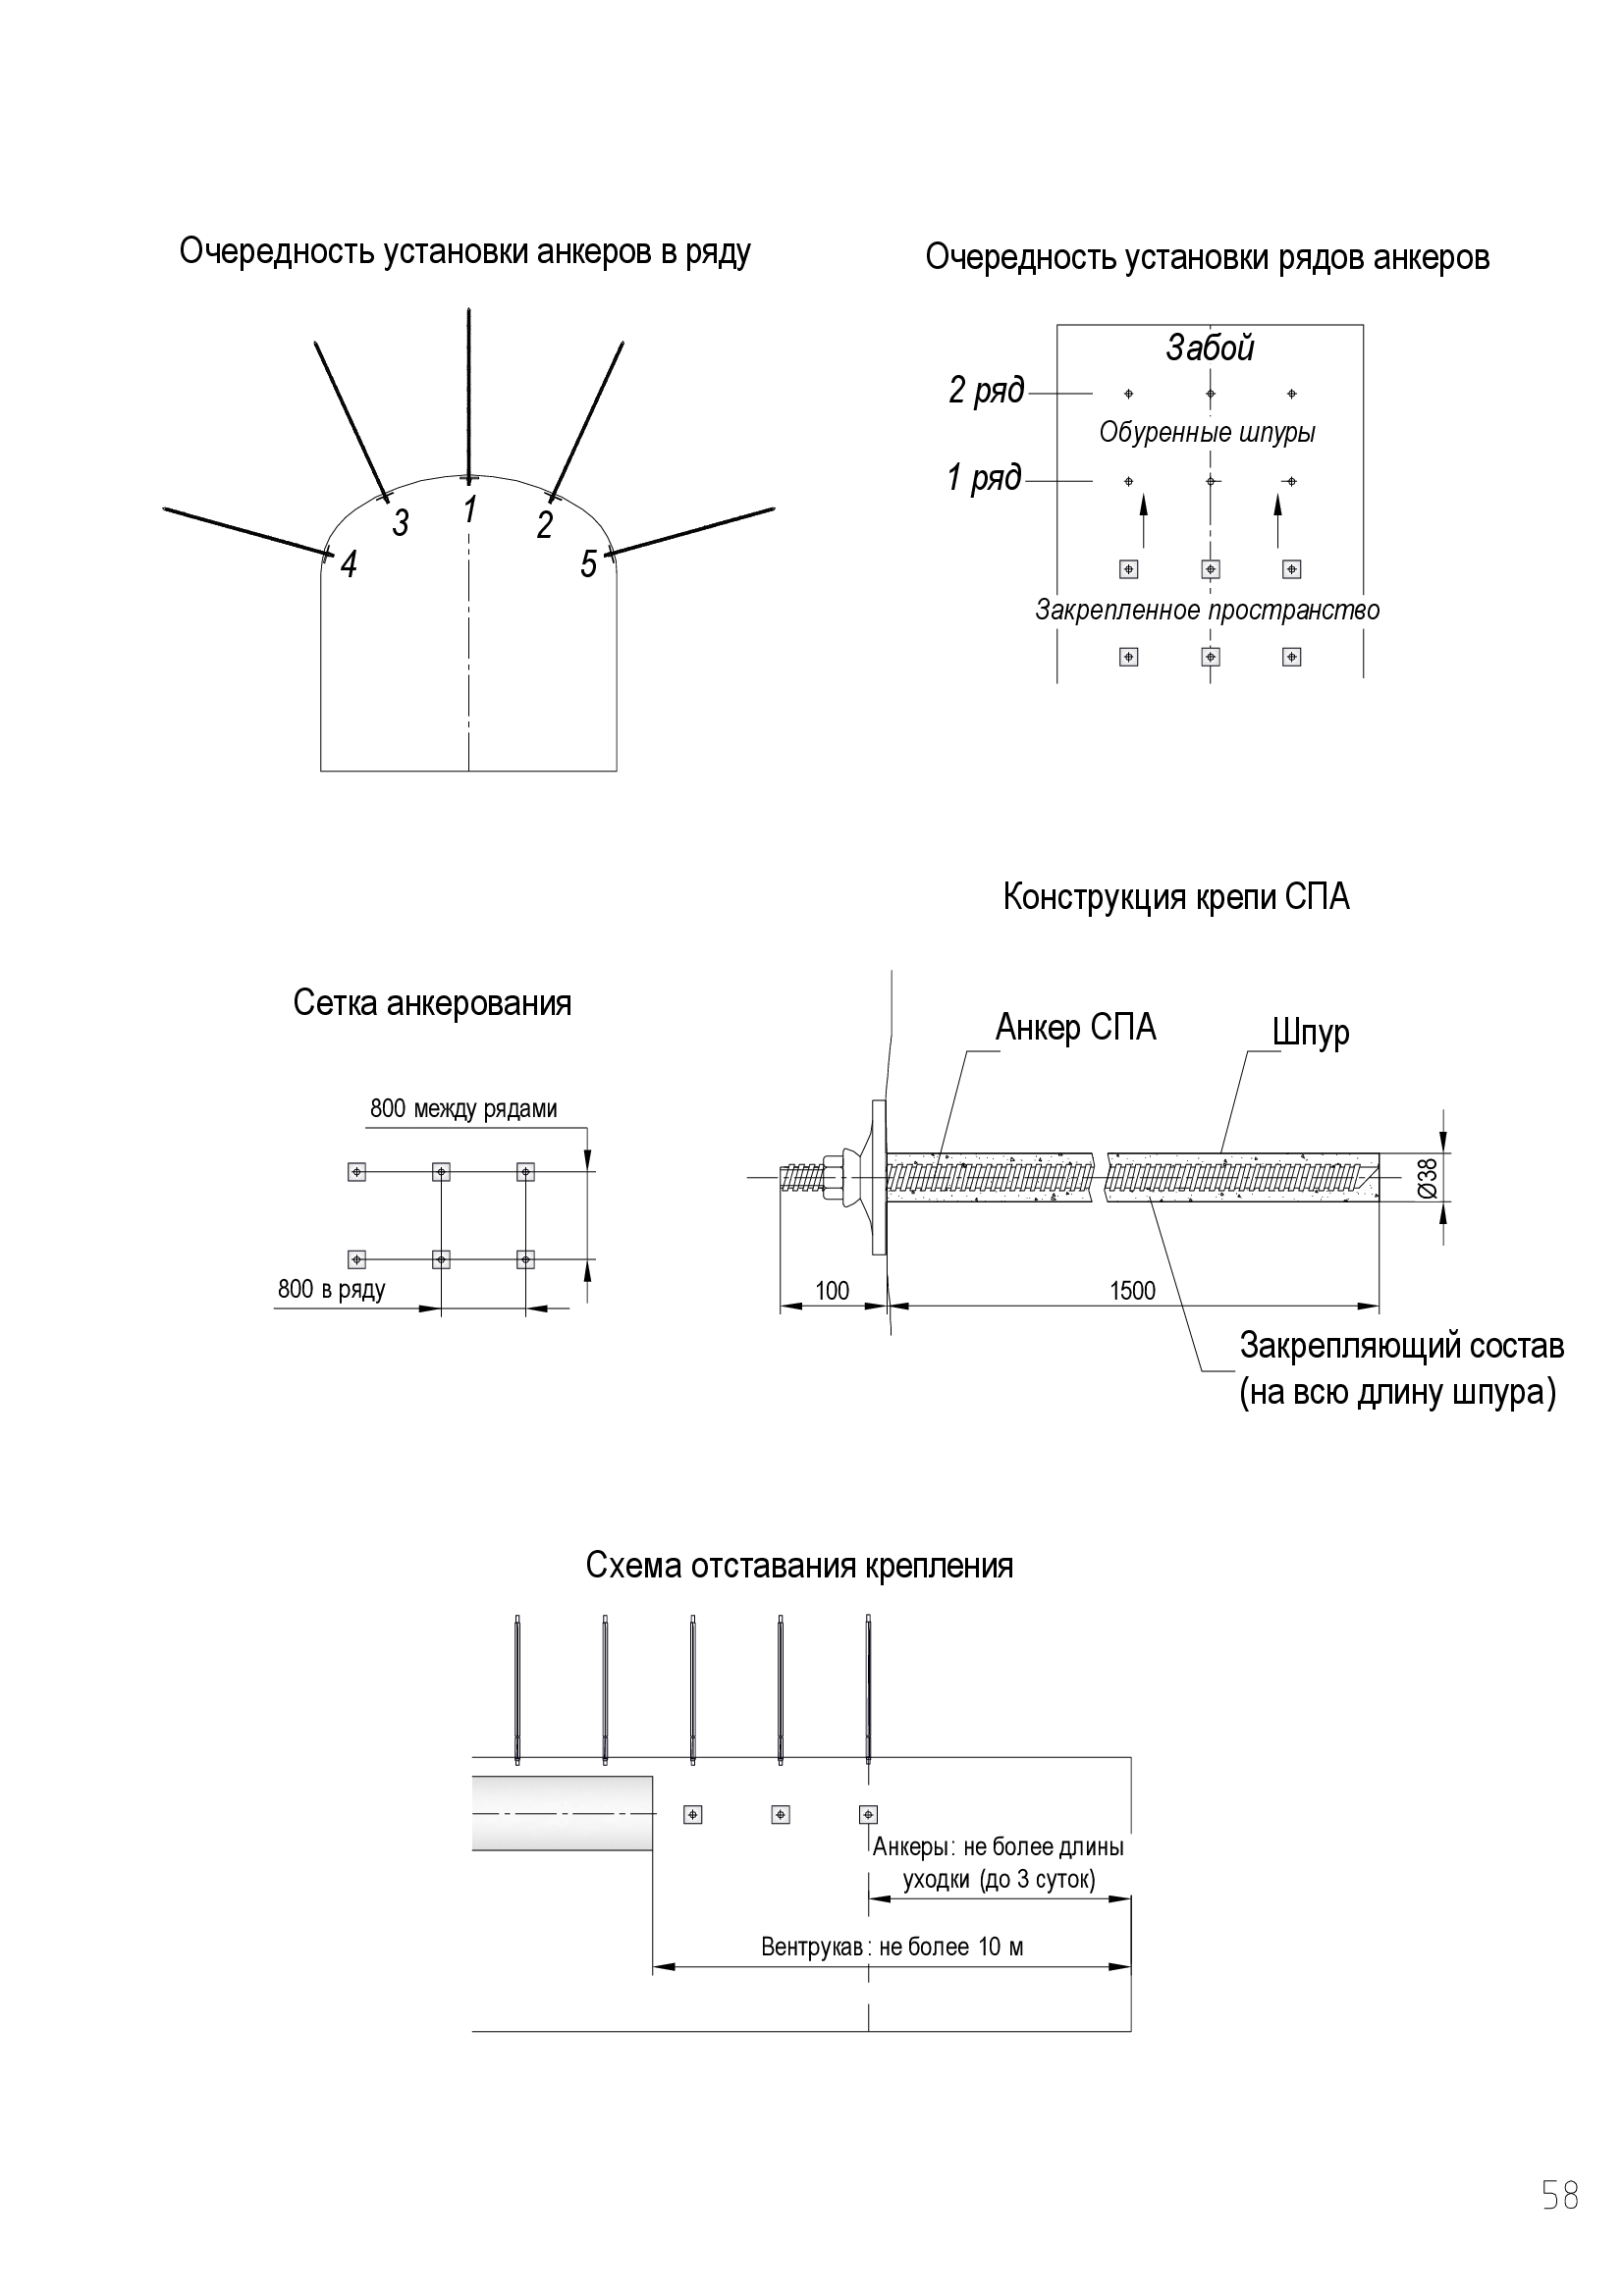 Очередность установки анкеров в ряду
1
3
2
4
5
Очередность установки рядов анкеров
Забой
2 ряд
Обуренные шпуры
1 ряд
Закрепленное пространство
Сетка анкерования
800 между рядами
800 в ряду
Конструкция крепи СПА
Анкер СПА
Шпур
Ø38
100
1500
Закрепляющий состав
(на всю длину шпура)
Схема отставания крепления
Анкеры: не более длины
уходки (до 3 суток)
Вентрукав: не более 10 м
58